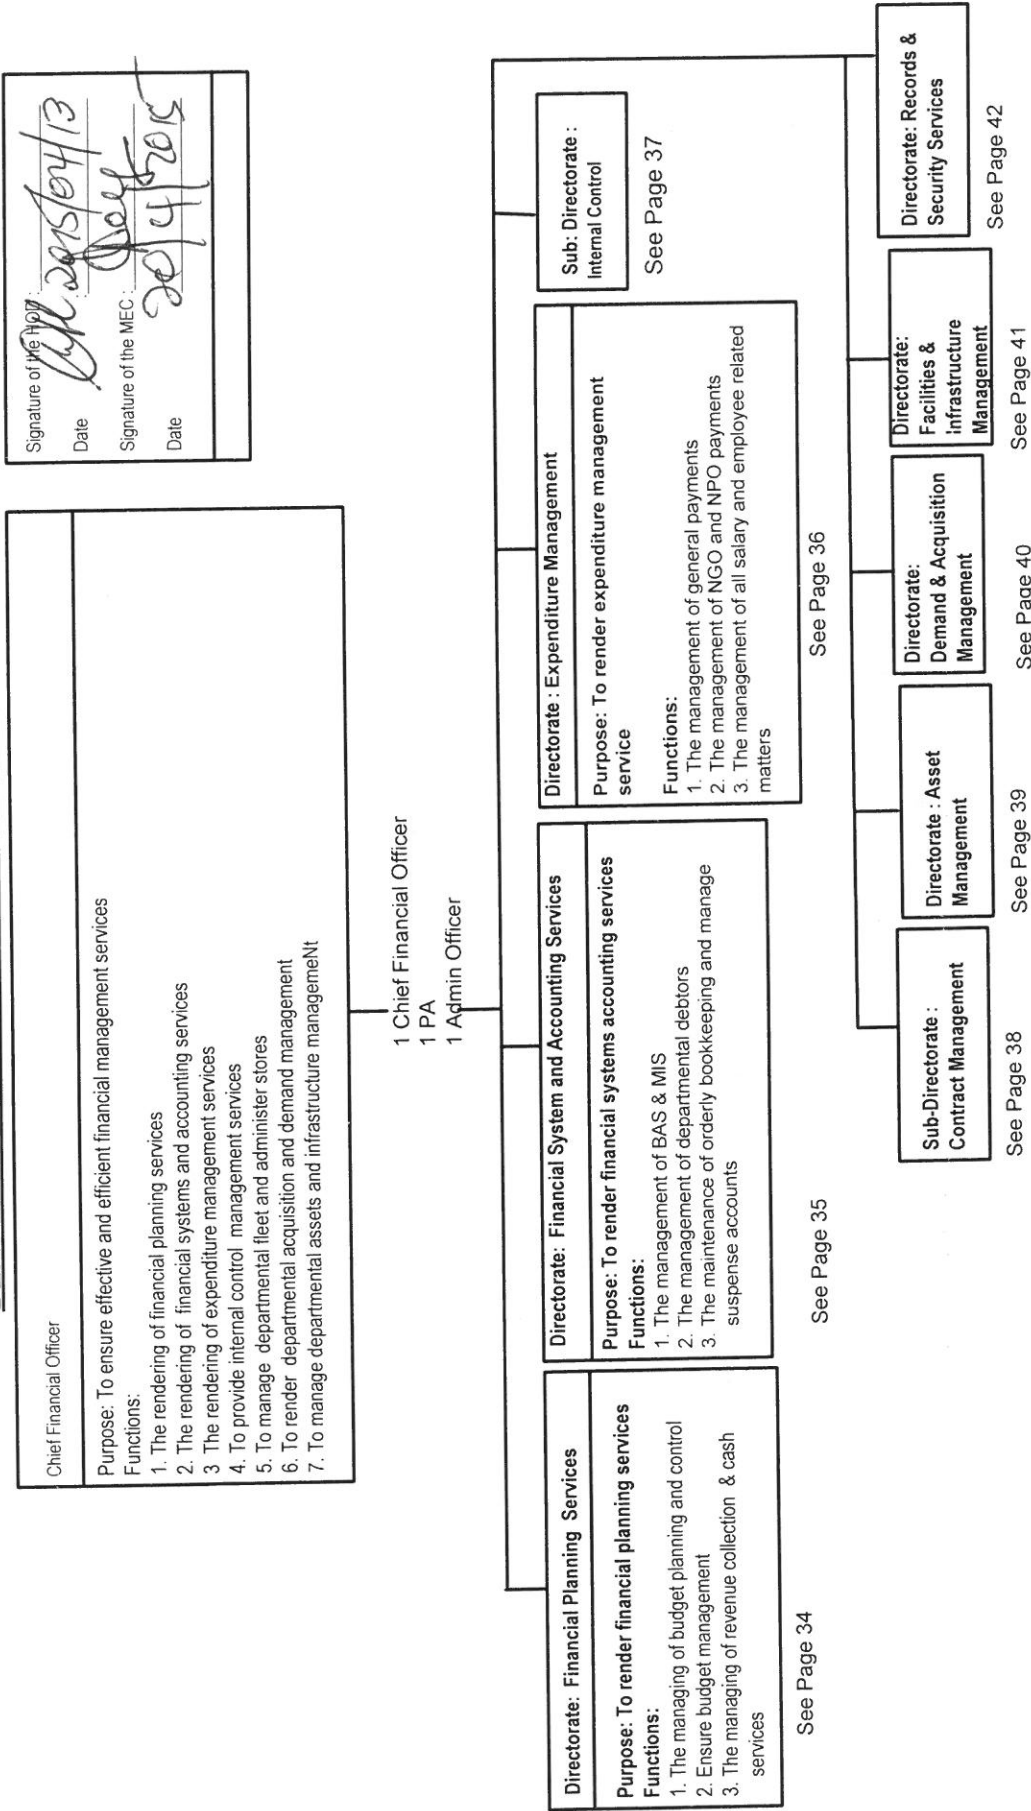 Signature of the HOD :
Date 2015/04/13
Signature of the MEC :
Date 20/4/2015
Chief Financial Officer
Purpose: To ensure effective and efficient financial management services
Functions:
1. The rendering of financial planning services
2. The rendering of financial systems and accounting services
3 The rendering of expenditure management services
4. To provide internal control management services
5. To manage departmental fleet and administer stores
6. To render departmental acquisition and demand management
7. To manage departmental assets and infrastructure managemeNt
1 Chief Financial Officer
1 PA
1 Admin Officer
Directorate: Financial Planning Services
Purpose: To render financial planning services
Functions:
1. The managing of budget planning and control
2. Ensure budget management
3. The managing of revenue collection & cash
services
See Page 34
Directorate: Financial System and Accounting Services
Purpose: To render financial systems accounting services
Functions:
1. The management of BAS & MIS
2. The management of departmental debtors
3. The maintenance of orderly bookkeeping and manage
suspense accounts
See Page 35
Directorate : Expenditure Management
Purpose: To render expenditure management
service
Functions:
1. The management of general payments
2. The management of NGO and NPO payments
3. The management of all salary and employee related
matters
See Page 36
Sub: Directorate :
Internal Control
See Page 37
Sub-Directorate :
Contract Management
See Page 38
Directorate : Asset
Management
See Page 39
Directorate:
Demand & Acquisition
Management
See Page 40
Directorate:
Facilities &
Infrastructure
Management
See Page 41
Directorate: Records &
Security Services
See Page 42